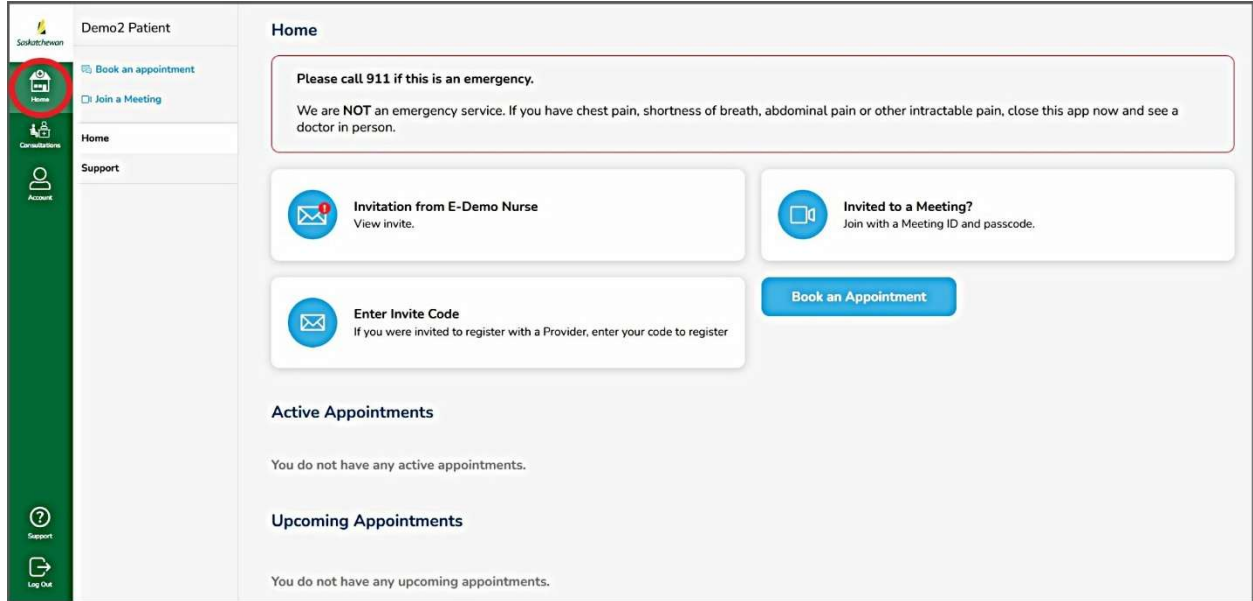 Saskatchewan
Home
Consultations
Account
Support
Log Out
Demo2 Patient
Book an appointment
Join a Meeting
Home
Support
Home
Please call 911 if this is an emergency.
We are NOT an emergency service. If you have chest pain, shortness of breath, abdominal pain or other intractable pain, close this app now and see a
doctor in person.
Invitation from E-Demo Nurse
View invite.
Invited to a Meeting?
Join with a Meeting ID and passcode.
Enter Invite Code
If you were invited to register with a Provider, enter your code to register
Book an Appointment
Active Appointments
You do not have any active appointments.
Upcoming Appointments
You do not have any upcoming appointments.